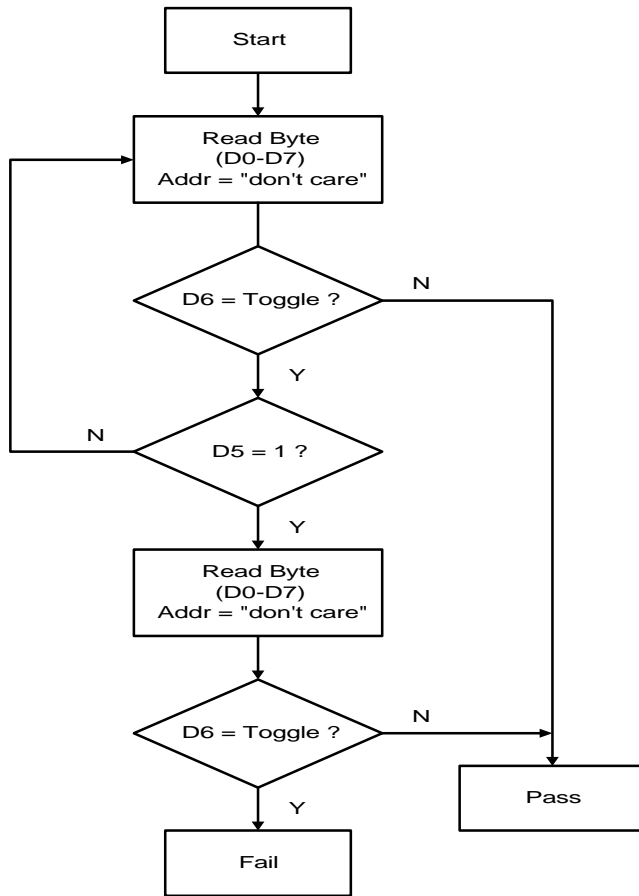 Start
Read Byte
(D0-D7)
Addr = "don't care"
D6 = Toggle ?
N
Y
N
D5 = 1 ?
Y
Read Byte
(D0-D7)
Addr = "don't care"
D6 = Toggle ?
N
Y
Pass
Fail